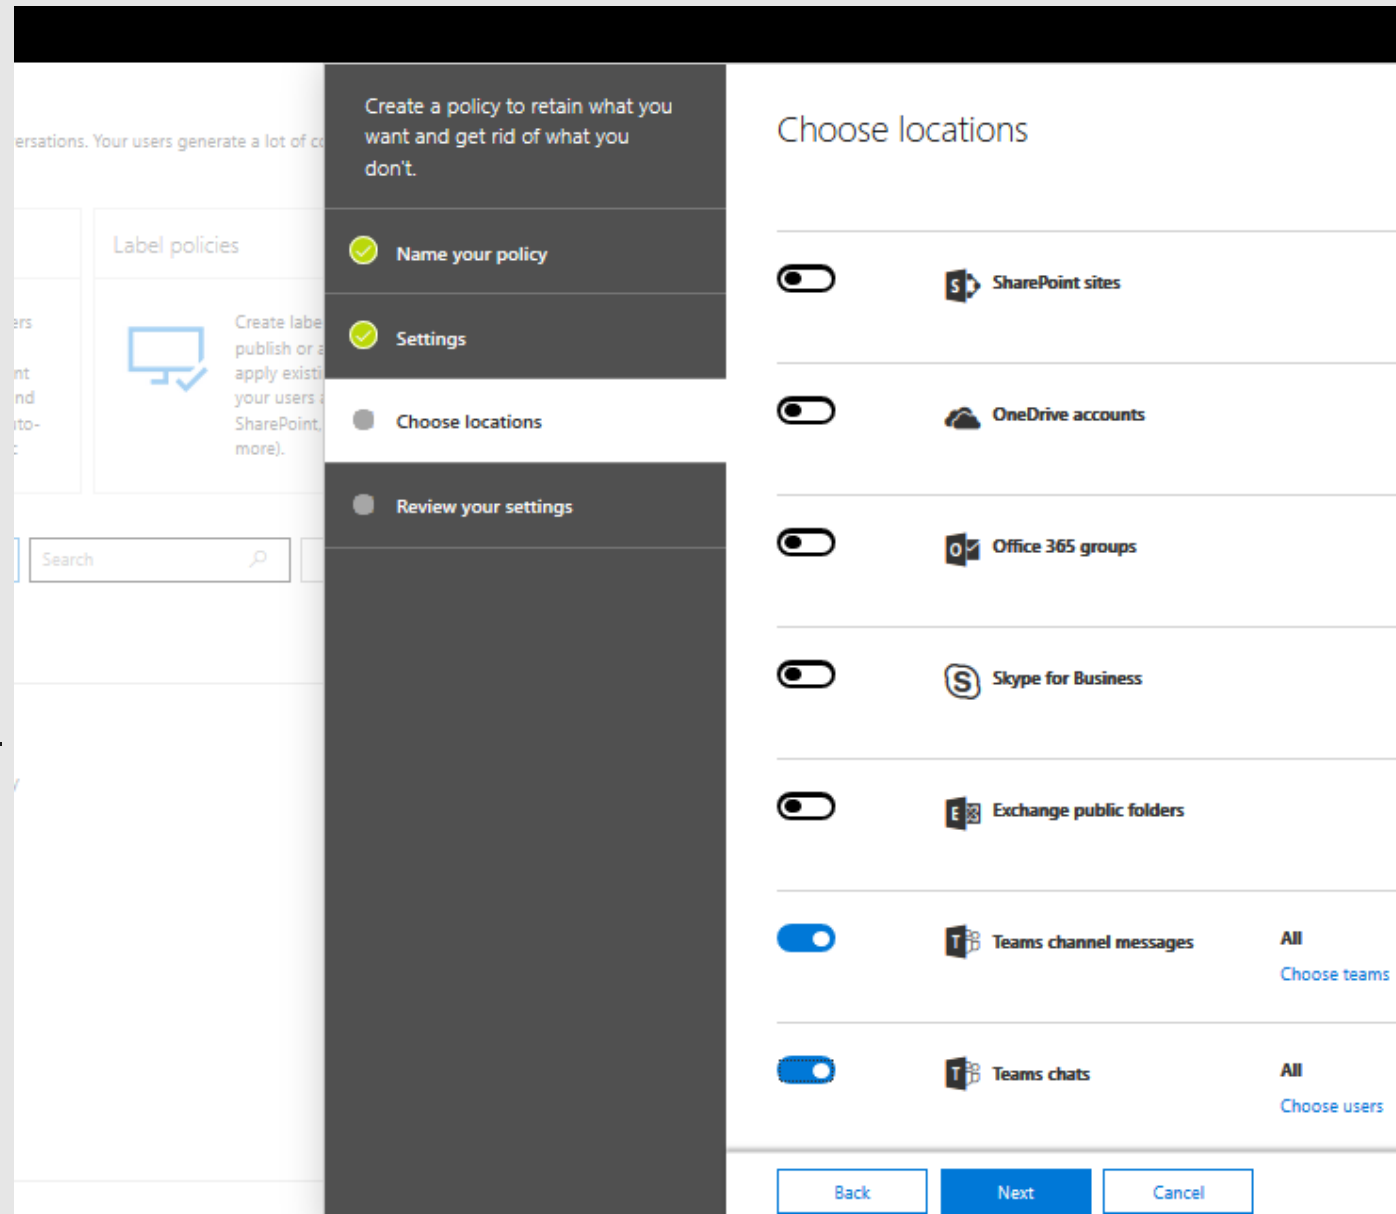 ersations. Your users generate a lot of co
Label policies
ers
nt
nd
uto-
Create labe
publish or a
apply existi
your users a
SharePoint,
more).
Search
Create a policy to retain what you
want and get rid of what you
don't.
Name your policy
Settings
Choose locations
Review your settings
Choose locations
SharePoint sites
OneDrive accounts
Office 365 groups
Skype for Business
Exchange public folders
Teams channel messages
All
Choose teams
Teams chats
All
Choose users
Back
Next
Cancel